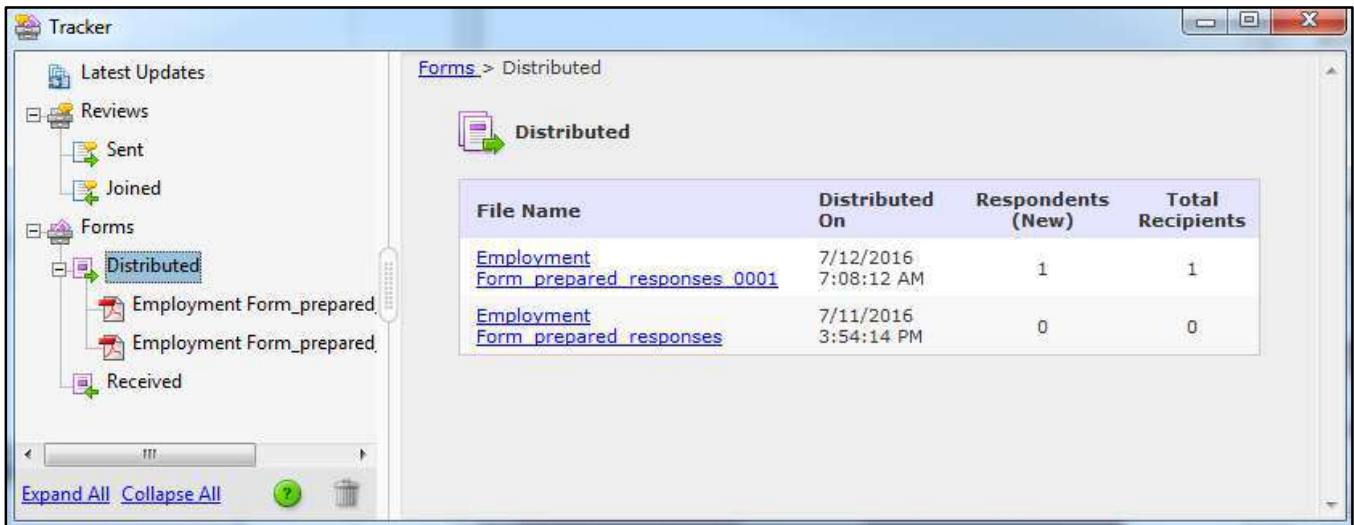 Tracker
Latest Updates
Reviews
Sent
Joined
Forms
Distributed
Employment Form_prepared_
Employment Form_prepared_
Received
Expand All Collapse All
?
Forms > Distributed
Distributed
File Name
Distributed
On
Respondents
(New)
Total
Recipients
Employment
Form_prepared_responses_0001
7/12/2016
7:08:12 AM
1
1
Employment
Form_prepared_responses
7/11/2016
3:54:14 PM
0
0